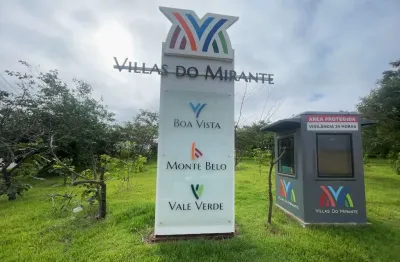 Villas do Mirante
Boa Vista
Monte Belo
Vale Verde
ÁREA PROTEGIDA
VIGILÂNCIA 24 HORAS
Villas do Mirante